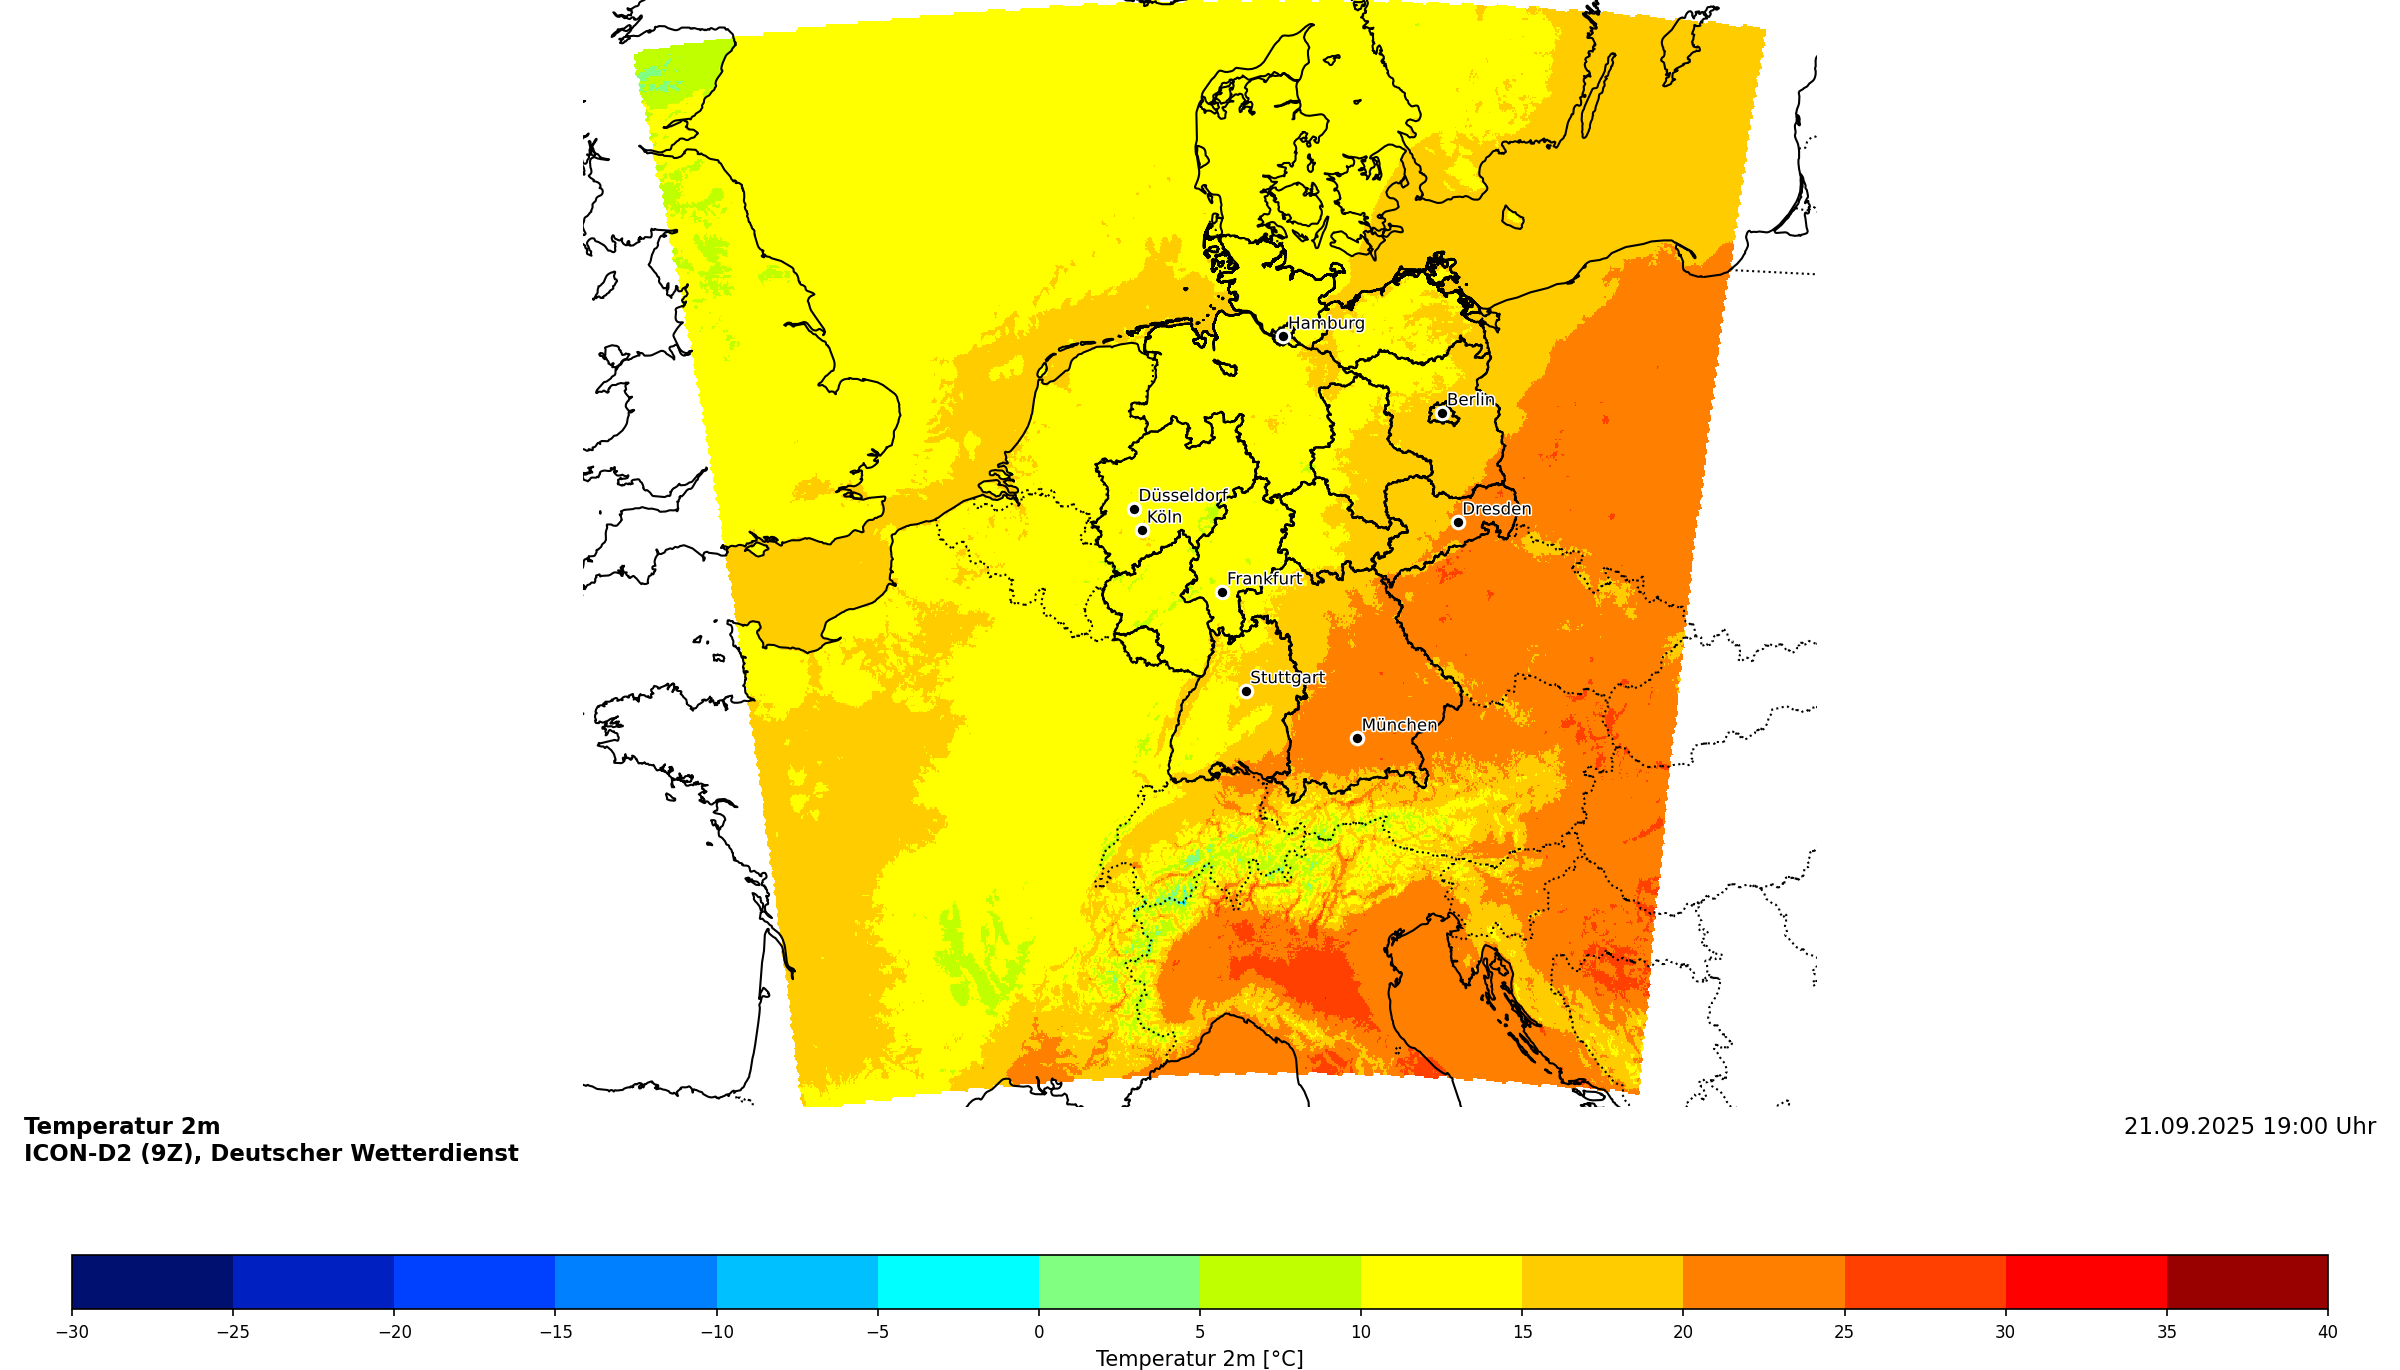 Hamburg
Berlin
Düsseldorf
Köln
Dresden
Frankfurt
Stuttgart
München
Temperatur 2m
ICON-D2 (9Z), Deutscher Wetterdienst
21.09.2025 19:00 Uhr
−30 −25 −20 −15 −10 −5 0 5 10 15 20 25 30 35 40
Temperatur 2m [°C]